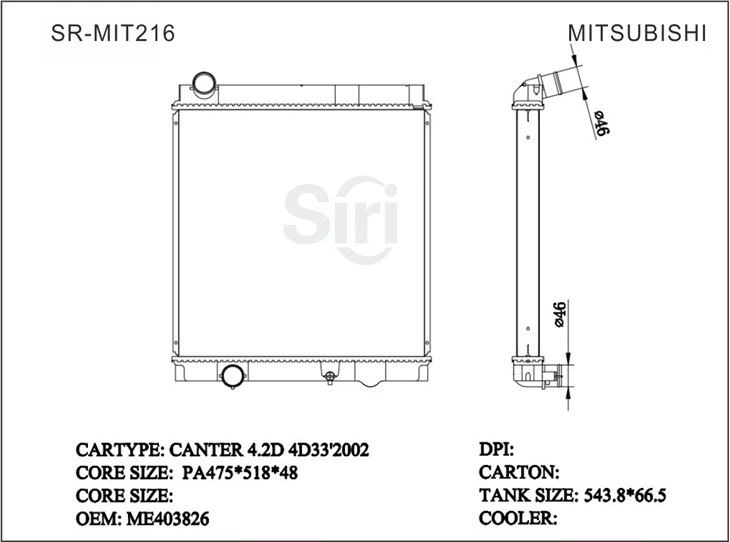 SR-MIT216
MITSUBISHI
ø46
Siri
ø46
CARTYPE: CANTER 4.2D 4D33'2002
CORE SIZE: PA475*518*48
CORE SIZE:
OEM: ME403826
DPI:
CARTON:
TANK SIZE: 543.8*66.5
COOLER: